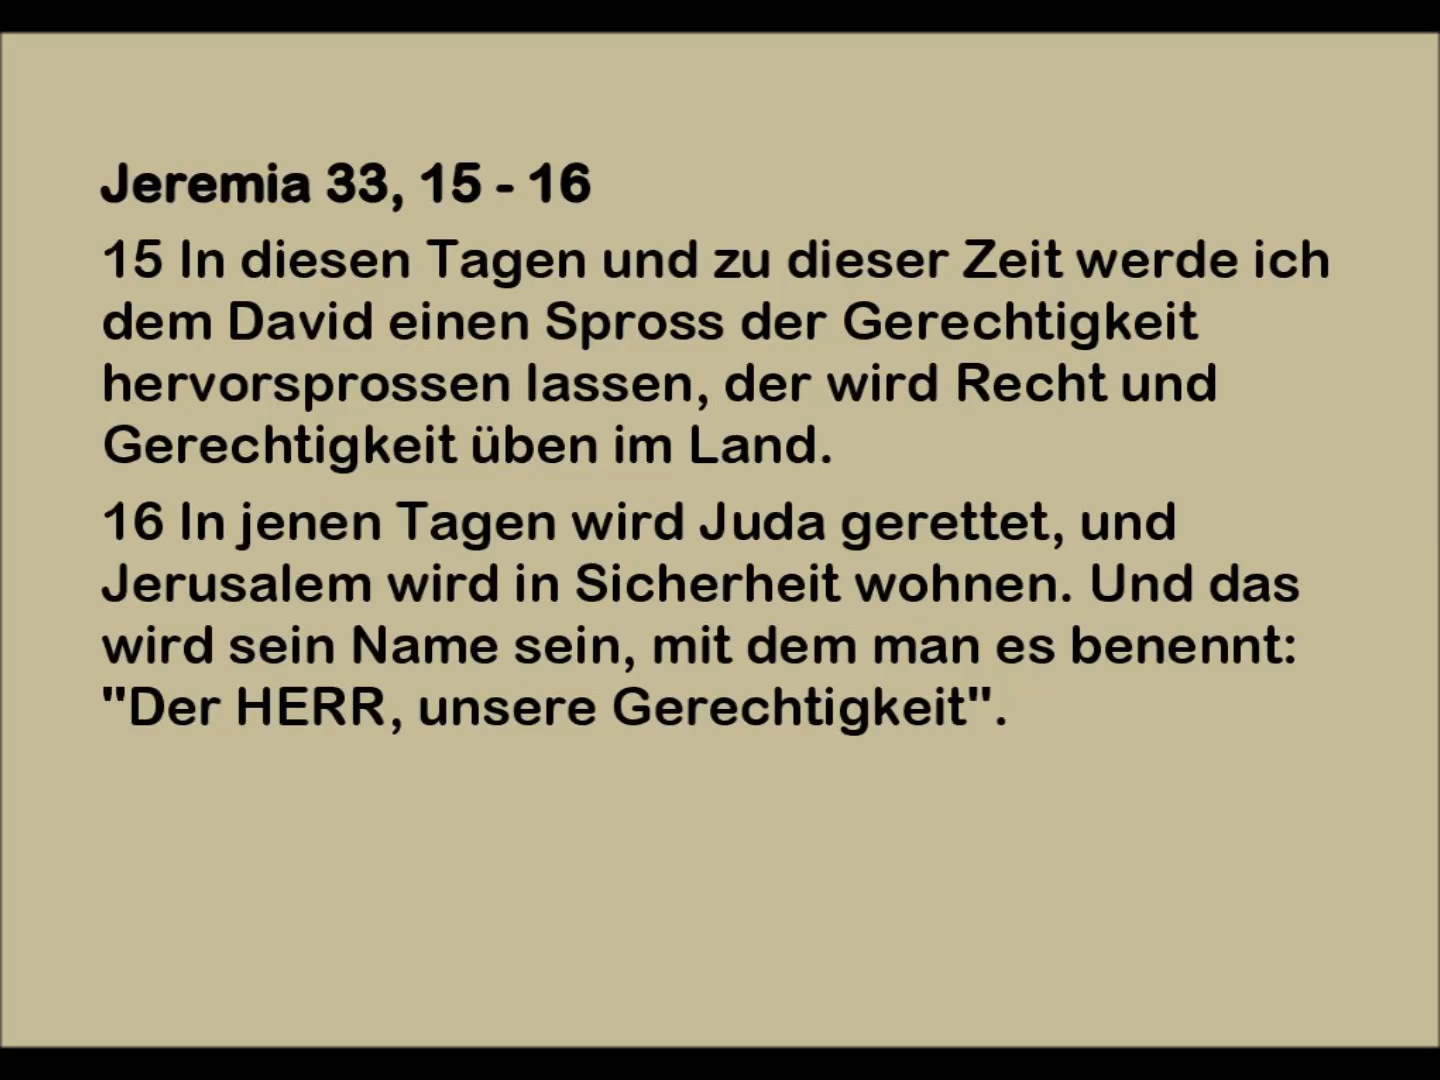 Jeremia 33, 15 - 16
15 In diesen Tagen und zu dieser Zeit werde ich
dem David einen Spross der Gerechtigkeit
hervorsprossen lassen, der wird Recht und
Gerechtigkeit üben im Land.
16 In jenen Tagen wird Juda gerettet, und
Jerusalem wird in Sicherheit wohnen. Und das
wird sein Name sein, mit dem man es benennt:
"Der HERR, unsere Gerechtigkeit".